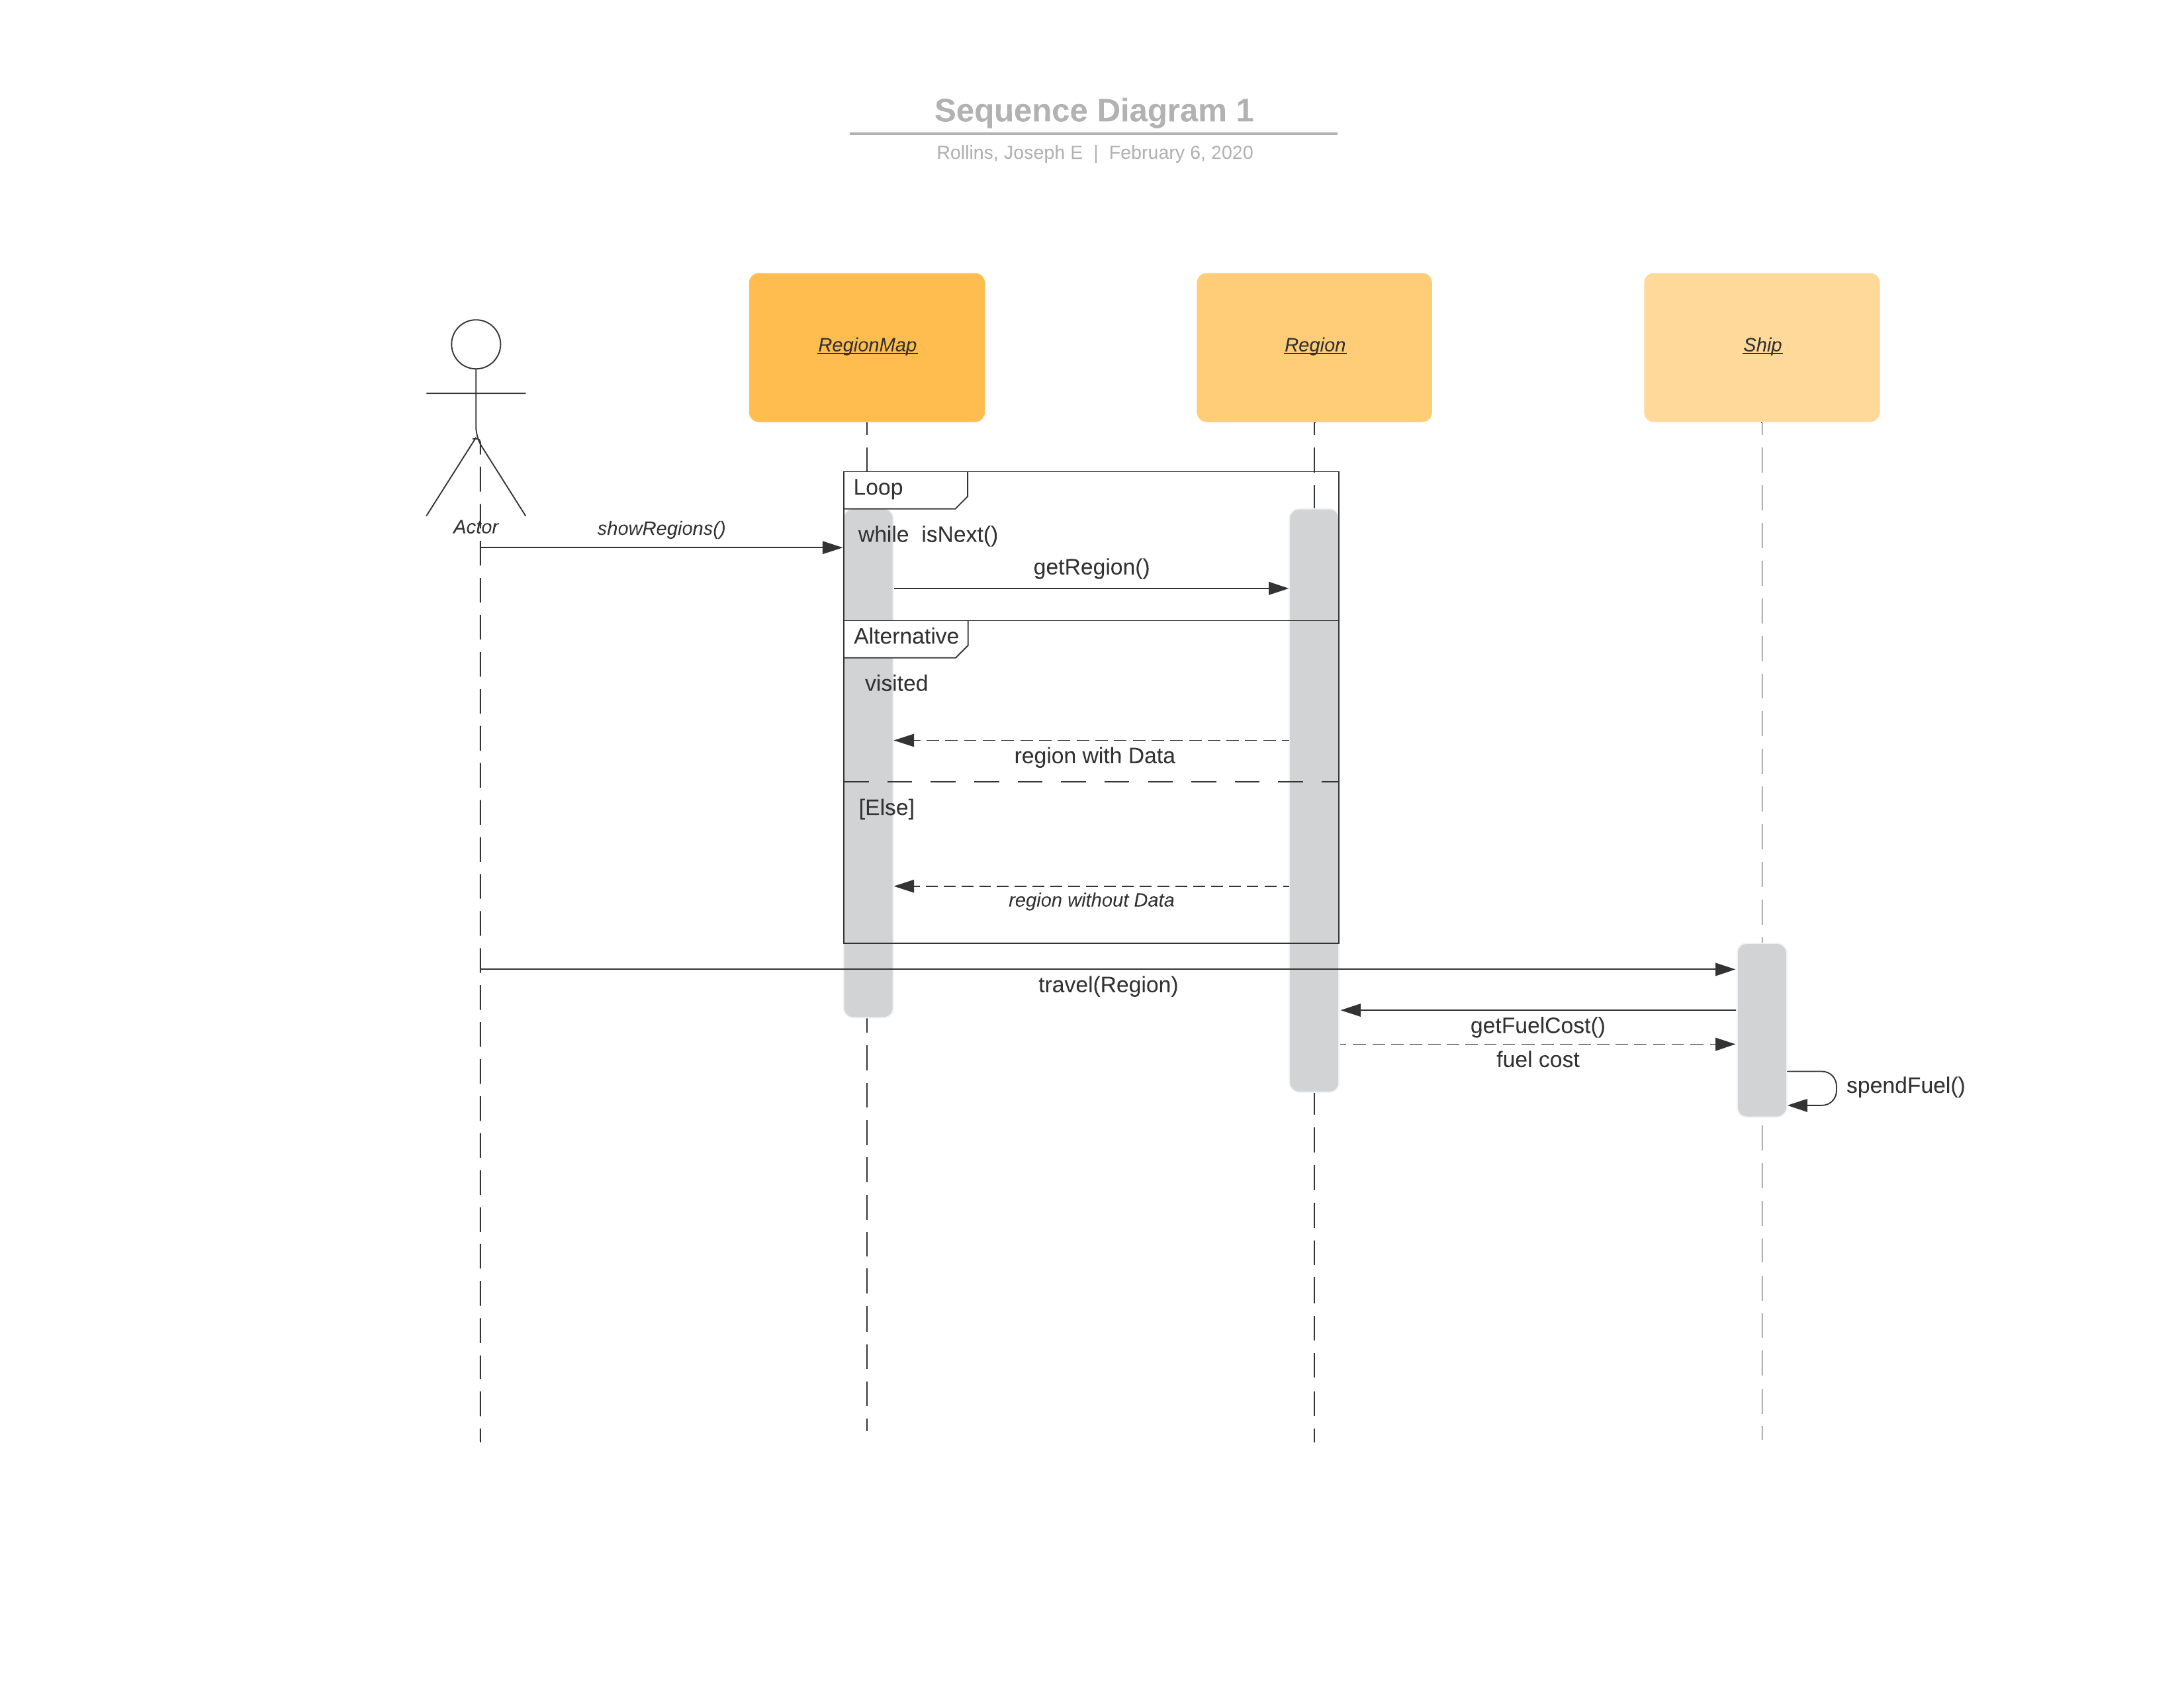 Sequence Diagram 1
Rollins, Joseph E | February 6, 2020
RegionMap
Region
Ship
Loop
Actor
showRegions()
while isNext()
getRegion()
Alternative
visited
region with Data
[Else]
region without Data
travel(Region)
getFuelCost()
fuel cost
spendFuel()